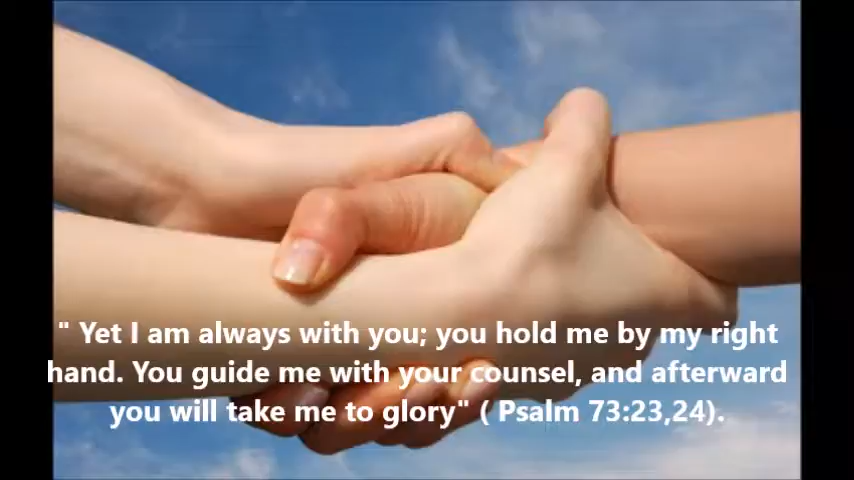 " Yet I am always with you; you hold me by my right
hand. You guide me with your counsel, and afterward
you will take me to glory" ( Psalm 73:23,24).